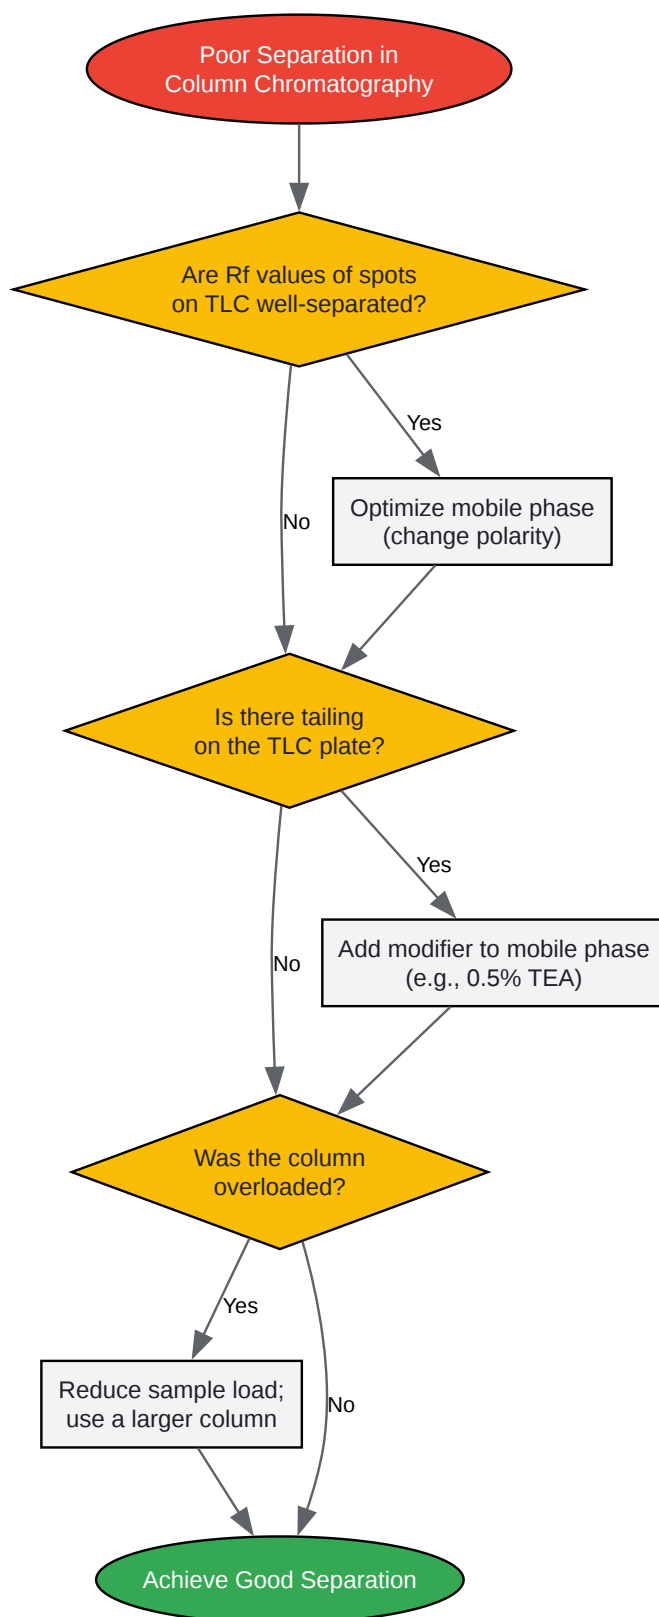 Poor Separation in
Column Chromatography
Are Rf values of spots
on TLC well-separated?
Yes
Optimize mobile phase
(change polarity)
No
Is there tailing
on the TLC plate?
Yes
Add modifier to mobile phase
(e.g., 0.5% TEA)
No
Was the column
overloaded?
Yes
Reduce sample load;
use a larger column
No
Achieve Good Separation